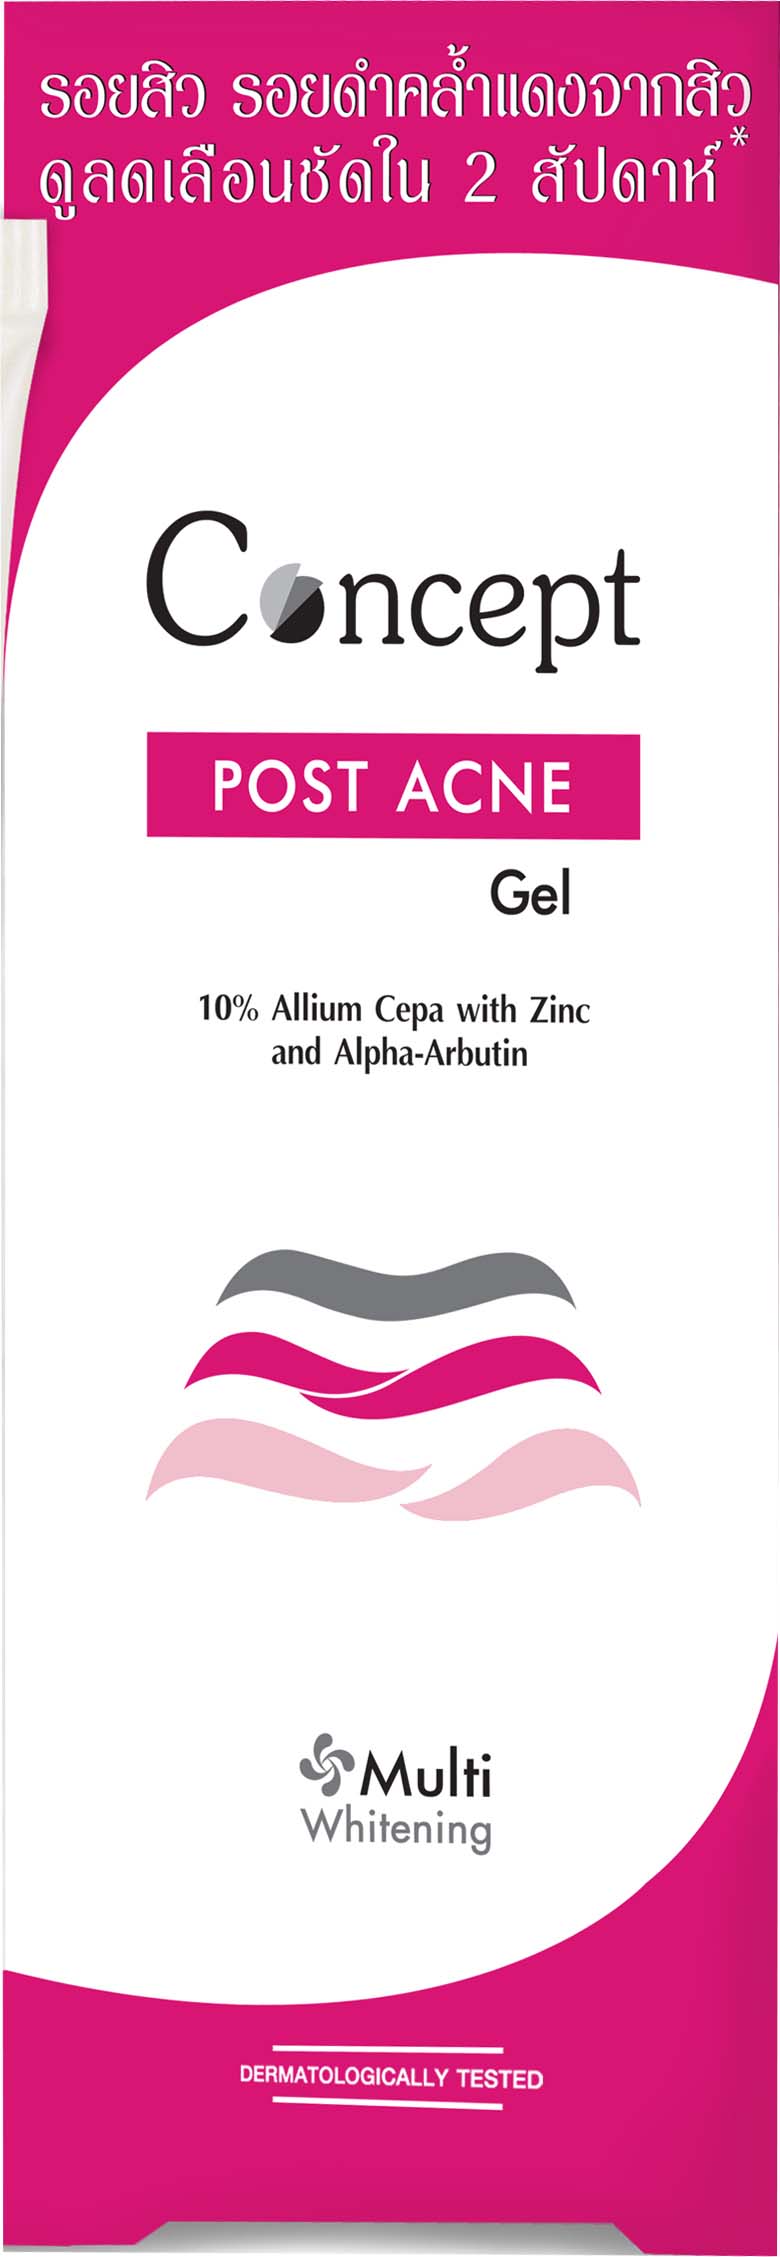 รอยสิว รอยดำคล้ำแดงจากสิว
ดูลดเลือนชัดใน 2 สัปดาห์*
Concept
POST ACNE
Gel
10% Allium Cepa with Zinc
and Alpha-Arbutin
Multi
Whitening
DERMATOLOGICALLY TESTED